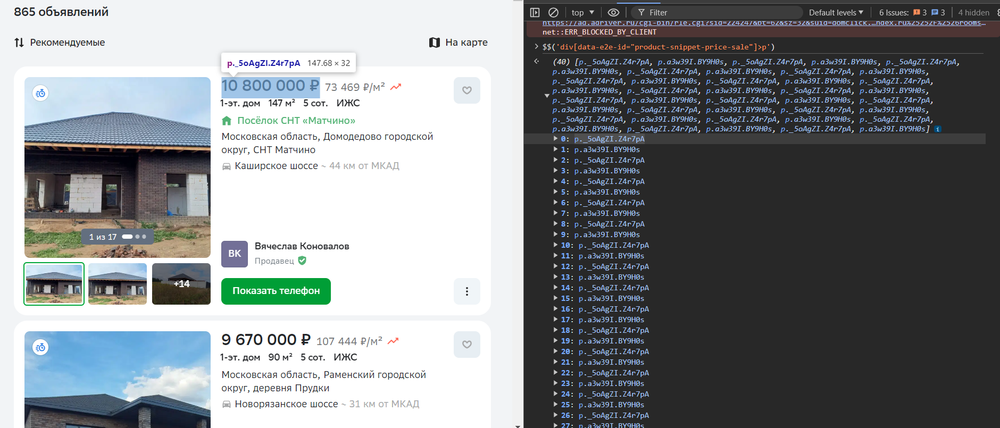 865 объявлений
Рекомендуемые
На карте
p._5oAgZI.Z4r7pA 147.68 × 32
10 800 000 ₽ 73 469 ₽/м²
1-эт. дом 147 м² 5 сот. ИЖС
Посёлок СНТ «Матчино»
Московская область, Домодедово городской
округ, СНТ Матчино
Каширское шоссе ~ 44 км от МКАД
1 из 17
+14
ВК
Вячеслав Коновалов
Продавец
Показать телефон
9 670 000 ₽ 107 444 ₽/м²
1-эт. дом 90 м² 5 сот. ИЖС
Московская область, Раменский городской
округ, деревня Прудки
Новорязанское шоссе ~ 31 км от МКАД
top
Filter
Default levels
6 Issues: 3 3
4 hidden
https://ad.adriver.ru/cgi-bin/rle.cgi?sid=224247&bt=62&sz=32&suid=domclick.…ndex.ru%25252F%2526rooms…
net::ERR_BLOCKED_BY_CLIENT
$$('div[data-e2e-id="product-snippet-price-sale"]>p')
(40) [p._5oAgZI.Z4r7pA, p.a3w39I.BY9H0s, p._5oAgZI.Z4r7pA, p.a3w39I.BY9H0s, p._5oAgZI.Z4r7pA,
p.a3w39I.BY9H0s, p._5oAgZI.Z4r7pA, p.a3w39I.BY9H0s, p._5oAgZI.Z4r7pA, p.a3w39I.BY9H0s,
p._5oAgZI.Z4r7pA, p.a3w39I.BY9H0s, p._5oAgZI.Z4r7pA, p.a3w39I.BY9H0s, p._5oAgZI.Z4r7pA,
p.a3w39I.BY9H0s, p._5oAgZI.Z4r7pA, p.a3w39I.BY9H0s, p._5oAgZI.Z4r7pA, p.a3w39I.BY9H0s,
p._5oAgZI.Z4r7pA, p.a3w39I.BY9H0s, p._5oAgZI.Z4r7pA, p.a3w39I.BY9H0s, p._5oAgZI.Z4r7pA,
p.a3w39I.BY9H0s, p._5oAgZI.Z4r7pA, p.a3w39I.BY9H0s, p._5oAgZI.Z4r7pA, p.a3w39I.BY9H0s,
p._5oAgZI.Z4r7pA, p.a3w39I.BY9H0s, p._5oAgZI.Z4r7pA, p.a3w39I.BY9H0s, p._5oAgZI.Z4r7pA,
p.a3w39I.BY9H0s, p._5oAgZI.Z4r7pA, p.a3w39I.BY9H0s, p._5oAgZI.Z4r7pA, p.a3w39I.BY9H0s] i
0: p._5oAgZI.Z4r7pA
1: p.a3w39I.BY9H0s
2: p._5oAgZI.Z4r7pA
3: p.a3w39I.BY9H0s
4: p._5oAgZI.Z4r7pA
5: p.a3w39I.BY9H0s
6: p._5oAgZI.Z4r7pA
7: p.a3w39I.BY9H0s
8: p._5oAgZI.Z4r7pA
9: p.a3w39I.BY9H0s
10: p._5oAgZI.Z4r7pA
11: p.a3w39I.BY9H0s
12: p._5oAgZI.Z4r7pA
13: p.a3w39I.BY9H0s
14: p._5oAgZI.Z4r7pA
15: p.a3w39I.BY9H0s
16: p._5oAgZI.Z4r7pA
17: p.a3w39I.BY9H0s
18: p._5oAgZI.Z4r7pA
19: p.a3w39I.BY9H0s
20: p._5oAgZI.Z4r7pA
21: p.a3w39I.BY9H0s
22: p._5oAgZI.Z4r7pA
23: p.a3w39I.BY9H0s
24: p._5oAgZI.Z4r7pA
25: p.a3w39I.BY9H0s
26: p._5oAgZI.Z4r7pA
27: p.a3w39I.BY9H0s